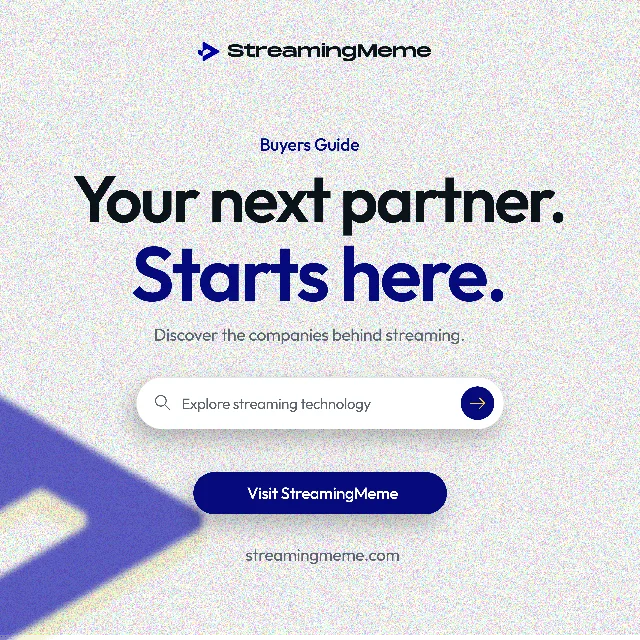 StreamingMeme
Buyers Guide
Your next partner.
Starts here.
Discover the companies behind streaming.
Explore streaming technology
Visit StreamingMeme
streamingmeme.com